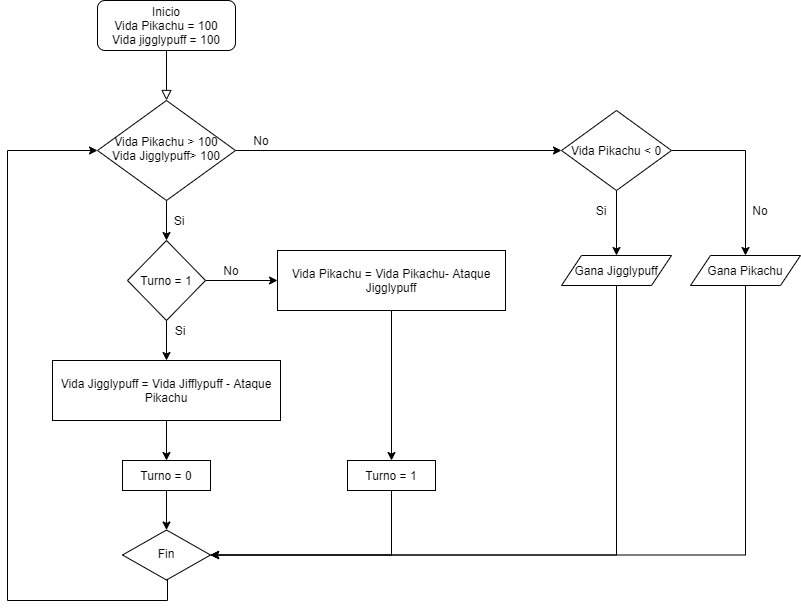 Inicio
Vida Pikachu = 100
Vida jigglypuff = 100
Vida Pikachu > 100
Vida Jigglypuff> 100
No
Vida Pikachu < 0
Si
No
Si
Turno = 1
No
Vida Pikachu = Vida Pikachu- Ataque
Jigglypuff
Gana Jigglypuff
Gana Pikachu
Si
Vida Jigglypuff = Vida Jifflypuff - Ataque
Pikachu
Turno = 0
Turno = 1
Fin